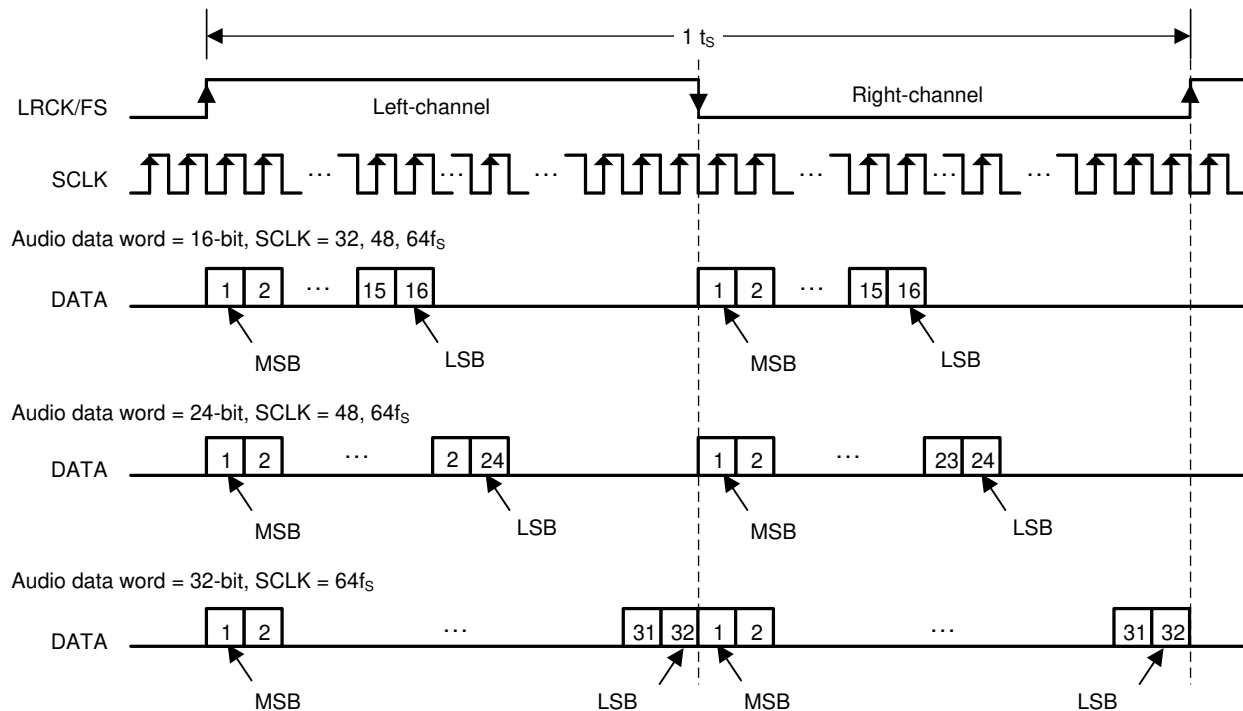 1 tS
LRCK/FS Left-channel Right-channel
SCLK ... ... ... ... ... ...
Audio data word = 16-bit, SCLK = 32, 48, 64fS
DATA 1 2 ... 15 16 1 2 ... 15 16
MSB LSB MSB LSB
Audio data word = 24-bit, SCLK = 48, 64fS
DATA 1 2 ... 2 24 1 2 ... 23 24
MSB LSB MSB LSB
Audio data word = 32-bit, SCLK = 64fS
DATA 1 2 ... 31 32 1 2 ... 31 32
MSB LSB MSB LSB